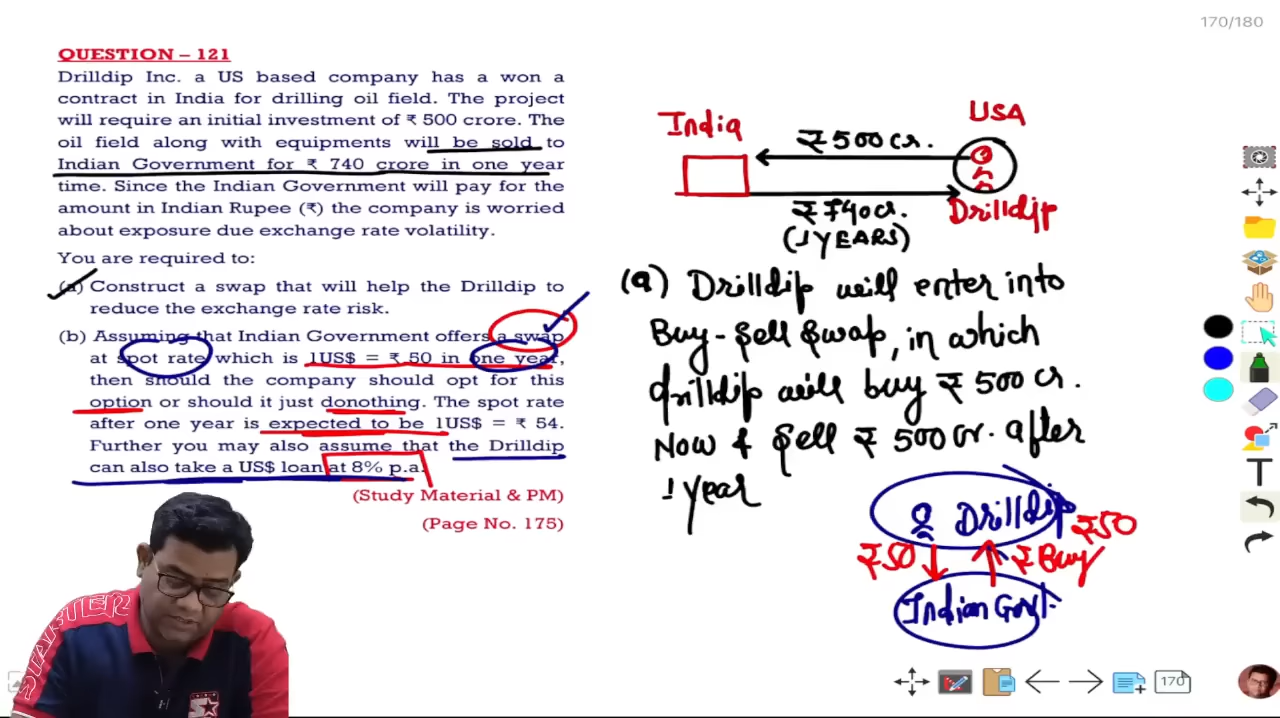 170/180
QUESTION – 121
Drilldip Inc. a US based company has a won a
contract in India for drilling oil field. The project
will require an initial investment of ₹ 500 crore. The
oil field along with equipments will be sold to
Indian Government for ₹ 740 crore in one year
time. Since the Indian Government will pay for the
amount in Indian Rupee (₹) the company is worried
about exposure due exchange rate volatility.
You are required to:
(a) Construct a swap that will help the Drilldip to
reduce the exchange rate risk.
(b) Assuming that Indian Government offers a swap
at spot rate which is 1US$ = ₹ 50 in one year,
then should the company should opt for this
option or should it just donothing. The spot rate
after one year is expected to be 1US$ = ₹ 54.
Further you may also assume that the Drilldip
can also take a US$ loan at 8% p.a.
(Study Material & PM)
(Page No. 175)
India
USA
₹500 cr.
₹740 cr.
(1 YEARS)
Drilldip
(a) Drilldip will enter into
Buy-Sell Swap, in which
drilldip will buy ₹500 cr.
Now & Sell ₹500 cr. after
1 year
Drilldip
₹50
₹50
₹ Buy
Indian Govt.
STARTER
T
170